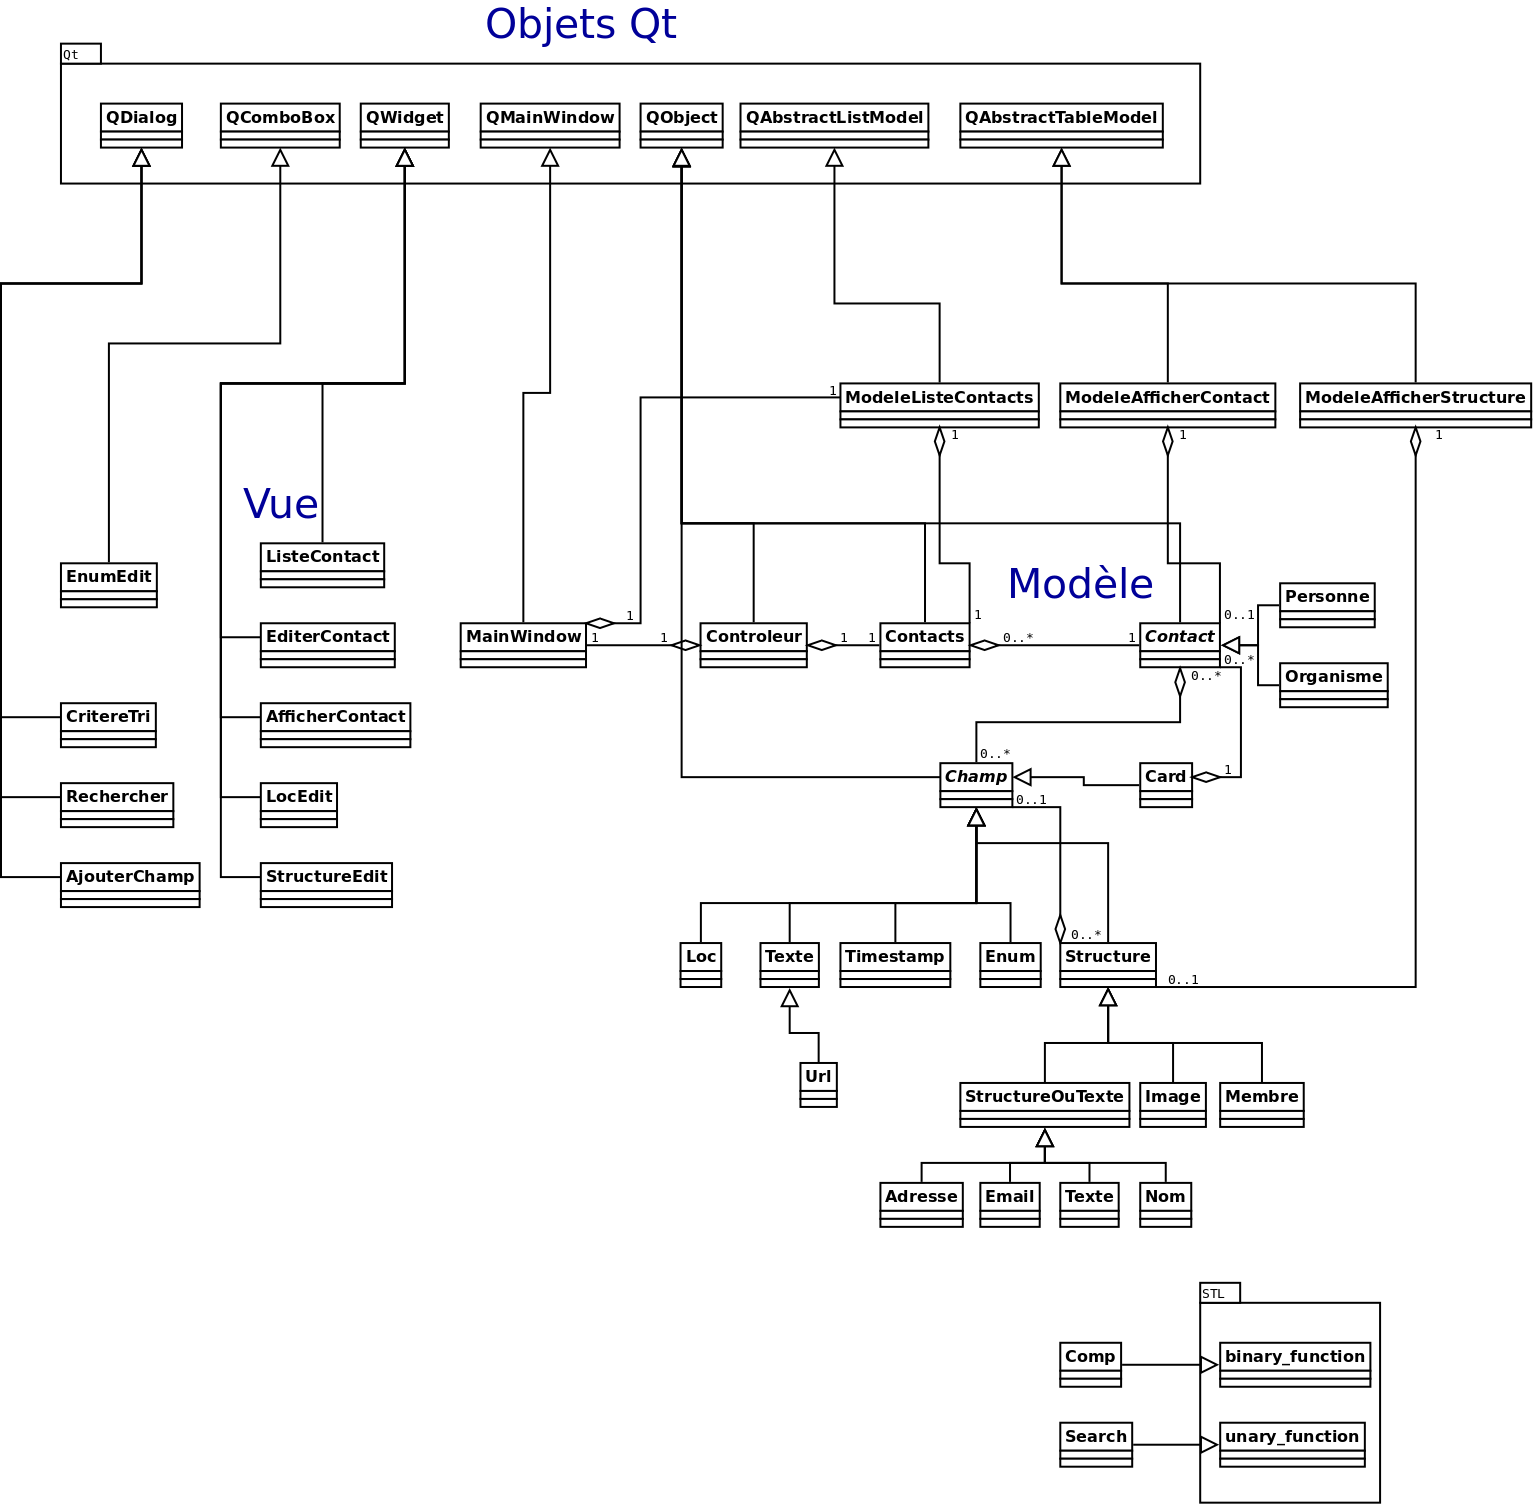 Objets Qt
Qt
QDialog
QComboBox
QWidget
QMainWindow
QObject
QAbstractListModel
QAbstractTableModel
1
ModeleListeContacts
ModeleAfficherContact
ModeleAfficherStructure
1
1
1
Vue
ListeContact
EnumEdit
Modèle
Personne
1
1
0..1
EditerContact
MainWindow
1
1
Controleur
1
1
Contacts
0..*
1
Contact
0..*
0..*
Organisme
CritereTri
AfficherContact
0..*
Champ
Card
1
Rechercher
LocEdit
0..1
AjouterChamp
StructureEdit
0..*
Loc
Texte
Timestamp
Enum
Structure
0..1
Url
StructureOuTexte
Image
Membre
Adresse
Email
Texte
Nom
STL
Comp
binary_function
Search
unary_function